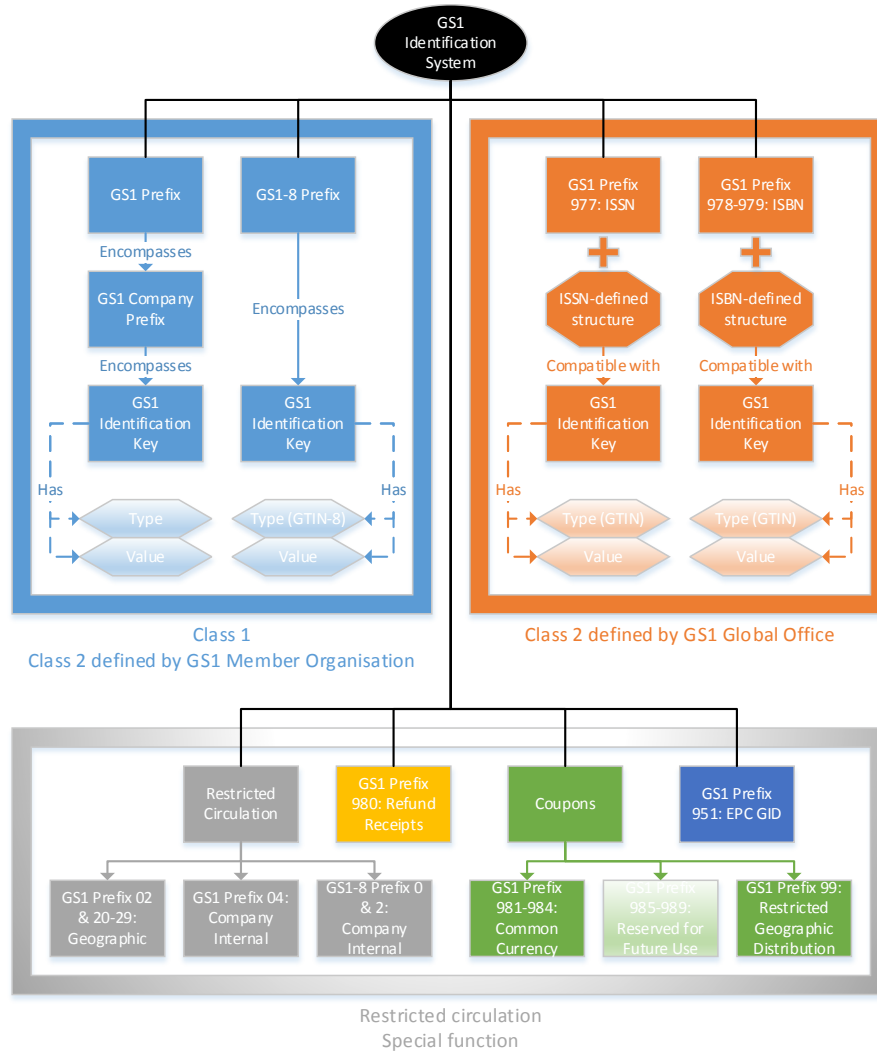 GS1
Identification
System
GS1 Prefix
GS1-8 Prefix
GS1 Prefix
977: ISSN
GS1 Prefix
978-979: ISBN
Encompasses
GS1 Company
Prefix
Encompasses
ISSN-defined
structure
ISBN-defined
structure
Encompasses
Compatible with
Compatible with
GS1
Identification
Key
GS1
Identification
Key
GS1
Identification
Key
GS1
Identification
Key
Has
Has
Has
Has
Type
Type (GTIN-8)
Type (GTIN)
Type (GTIN)
Value
Value
Value
Value
Class 1
Class 2 defined by GS1 Member Organisation
Class 2 defined by GS1 Global Office
Restricted
Circulation
GS1 Prefix
980: Refund
Receipts
Coupons
GS1 Prefix
951: EPC GID
GS1 Prefix 02
& 20-29:
Geographic
GS1 Prefix 04:
Company
Internal
GS1-8 Prefix 0
& 2:
Company
Internal
GS1 Prefix
981-984:
Common
Currency
GS1 Prefix
985-989:
Reserved for
Future Use
GS1 Prefix 99:
Restricted
Geographic
Distribution
Restricted circulation
Special function